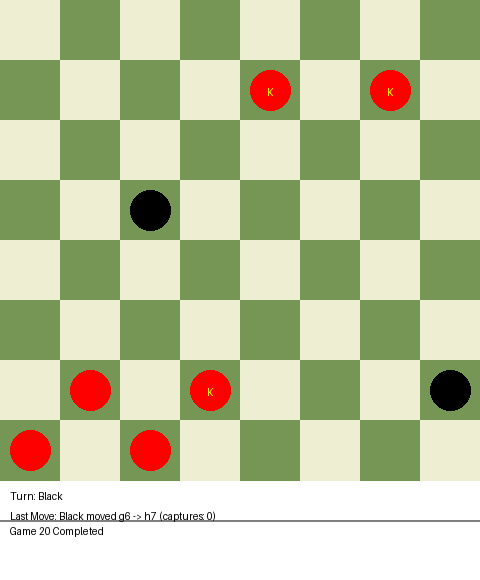 K
K
K
Turn: Black
Last Move: Black moved g6 -> h7 (captures: 0)
Game 20 Completed